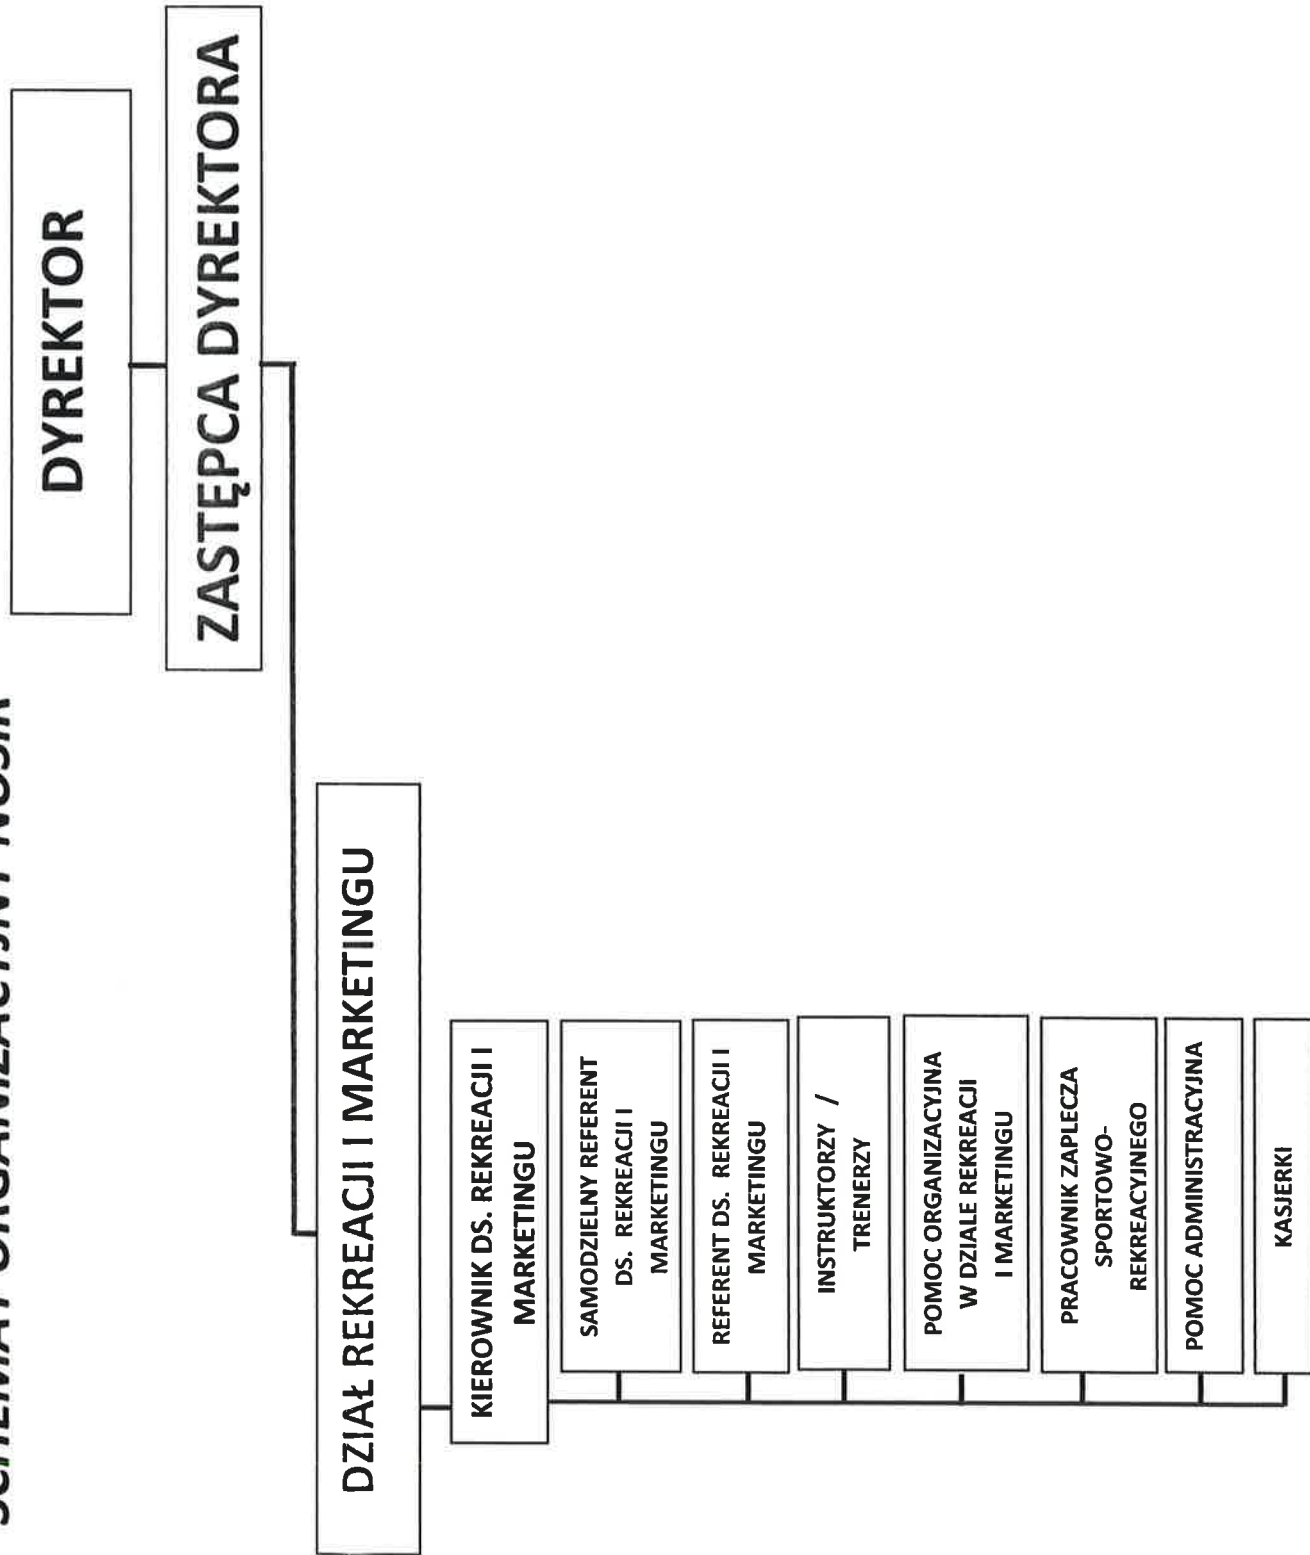 SCHEMAT ORGANIZACYJNY NOSIR
DYREKTOR
ZASTĘPCA DYREKTORA
DZIAŁ REKREACJI I MARKETINGU
KIEROWNIK DS. REKREACJI I
MARKETINGU
SAMODZIELNY REFERENT
DS. REKREACJI I
MARKETINGU
REFERENT DS. REKREACJI I
MARKETINGU
INSTRUKTORZY /
TRENERZY
POMOC ORGANIZACYJNA
W DZIALE REKREACJI
I MARKETINGU
PRACOWNIK ZAPLECZA
SPORTOWO-
REKREACYJNEGO
POMOC ADMINISTRACYJNA
KASJERKI